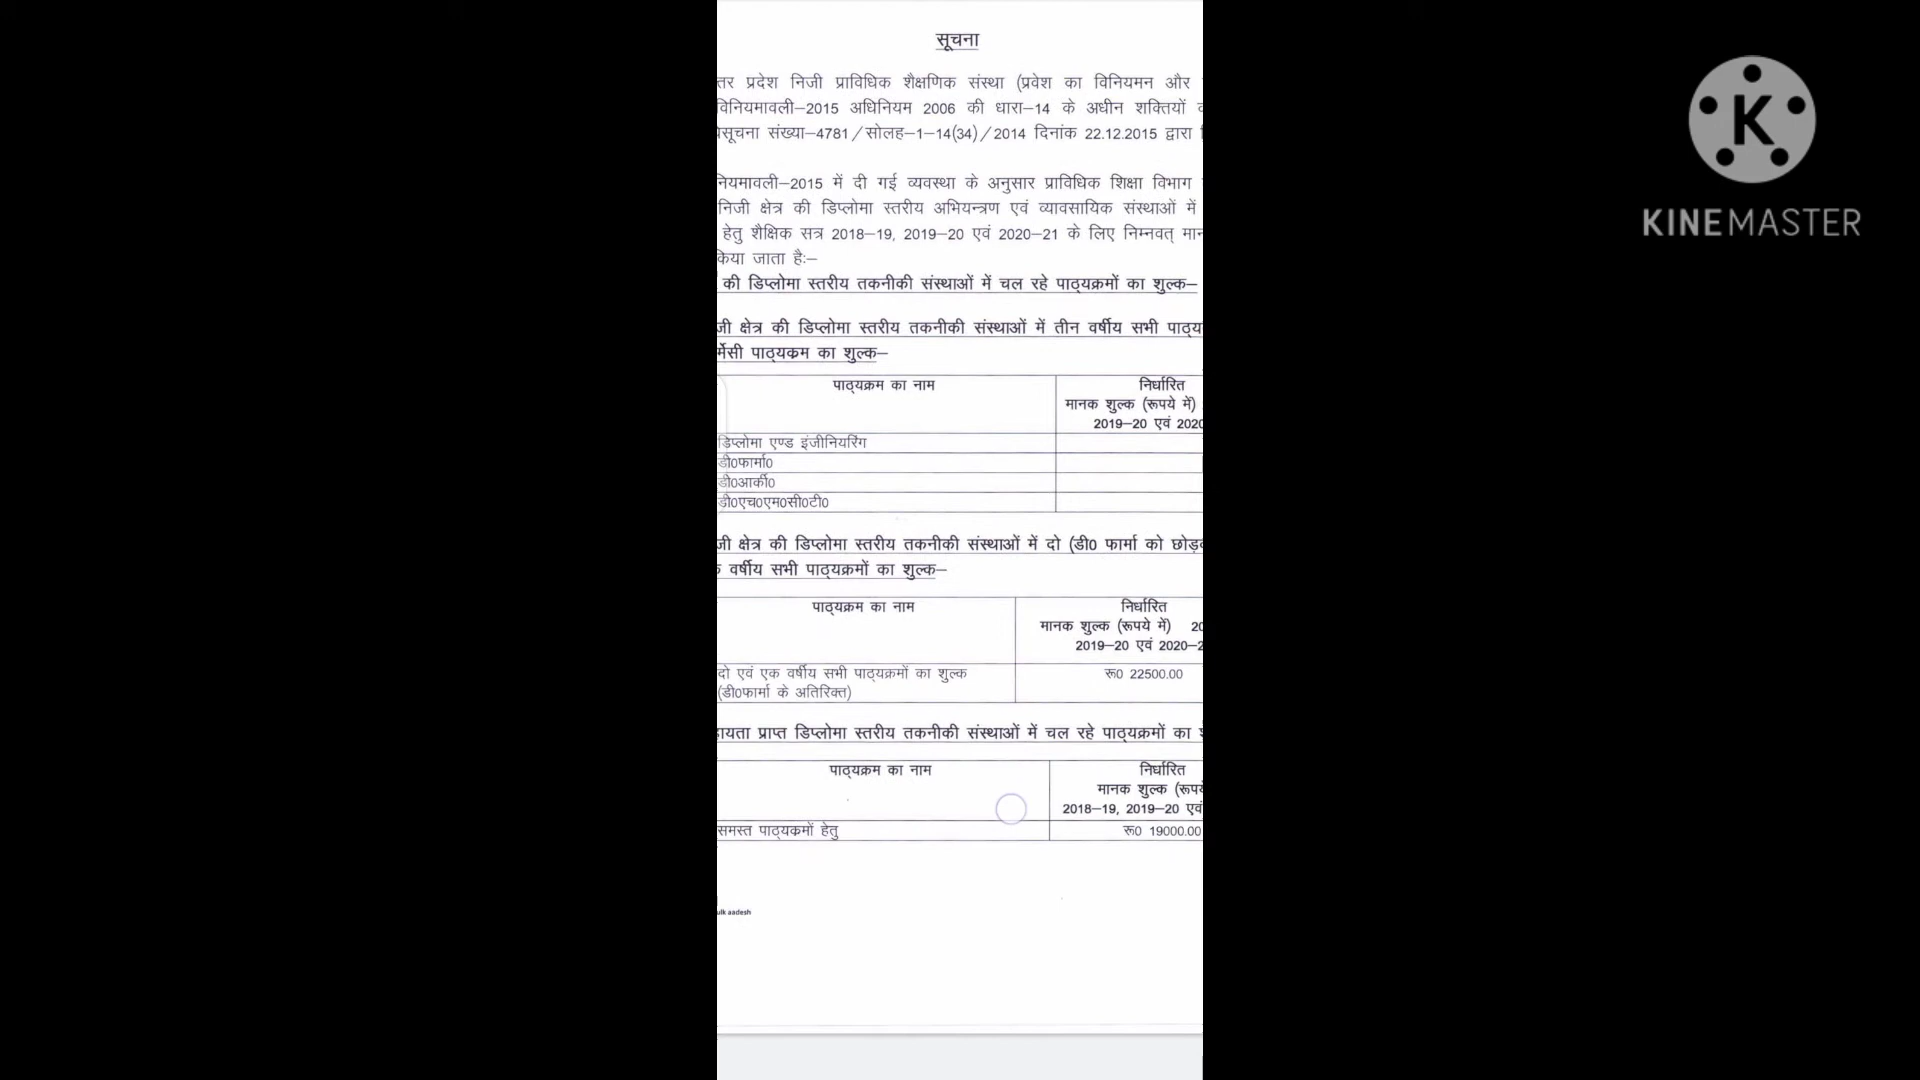 सूचना
प्रदेश निजी प्राविधिक शैक्षणिक संस्था (प्रवेश का विनियमन और
विनियमावली–2015 अधिनियम 2006 की धारा–14 के अधीन शक्तियों
संख्या–4781/सोलह–1–14(34)/2014 दिनांक 22.12.2015 द्वारा
में दी गई व्यवस्था के अनुसार प्राविधिक शिक्षा विभाग
निजी क्षेत्र की डिप्लोमा स्तरीय अभियन्त्रण एवं व्यावसायिक संस्थाओं में
हेतु शैक्षिक सत्र 2018–19, 2019–20 एवं 2020–21 के लिए निम्नवत्
किया जाता हैः–
की डिप्लोमा स्तरीय तकनीकी संस्थाओं में चल रहे पाठ्यक्रमों का शुल्क–
क्षेत्र की डिप्लोमा स्तरीय तकनीकी संस्थाओं में तीन वर्षीय सभी
पाठ्यक्रम का शुल्क–
पाठ्यक्रम का नाम
निर्धारित
मानक शुल्क (रूपये में)
2019–20 एवं
डिप्लोमा एण्ड इंजीनियरिंग
डी0फार्मा0
डी0आर्की0
डी0एच0एम0सी0टी0
क्षेत्र की डिप्लोमा स्तरीय तकनीकी संस्थाओं में दो (डी0 फार्मा को
वर्षीय सभी पाठ्यक्रमों का शुल्क–
पाठ्यक्रम का नाम
निर्धारित
मानक शुल्क (रूपये में)
2019–20 एवं
दो एवं एक वर्षीय सभी पाठ्यक्रमों का शुल्क
(डी0फार्मा के अतिरिक्त)
रू0 22500.00
प्राप्त डिप्लोमा स्तरीय तकनीकी संस्थाओं में चल रहे पाठ्यक्रमों का
पाठ्यक्रम का नाम
निर्धारित
मानक शुल्क
2018–19, 2019–20 एवं
समस्त पाठ्यक्रमों हेतु
रू0 19000.00
aadesh
K
KINEMASTER